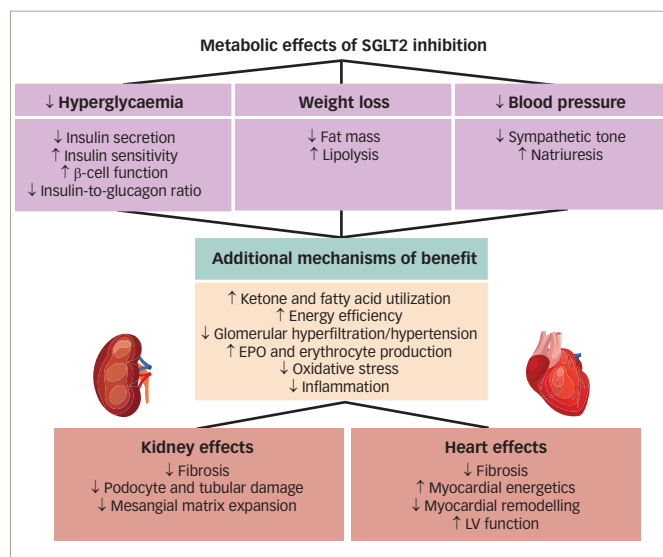 Metabolic effects of SGLT2 inhibition
↓ Hyperglycaemia
↓ Insulin secretion
↑ Insulin sensitivity
↑ β-cell function
↓ Insulin-to-glucagon ratio
Weight loss
↓ Fat mass
↑ Lipolysis
↓ Blood pressure
↓ Sympathetic tone
↑ Natriuresis
Additional mechanisms of benefit
↑ Ketone and fatty acid utilization
↑ Energy efficiency
↓ Glomerular hyperfiltration/hypertension
↑ EPO and erythrocyte production
↓ Oxidative stress
↓ Inflammation
Kidney effects
↓ Fibrosis
↓ Podocyte and tubular damage
↓ Mesangial matrix expansion
Heart effects
↓ Fibrosis
↑ Myocardial energetics
↓ Myocardial remodelling
↑ LV function